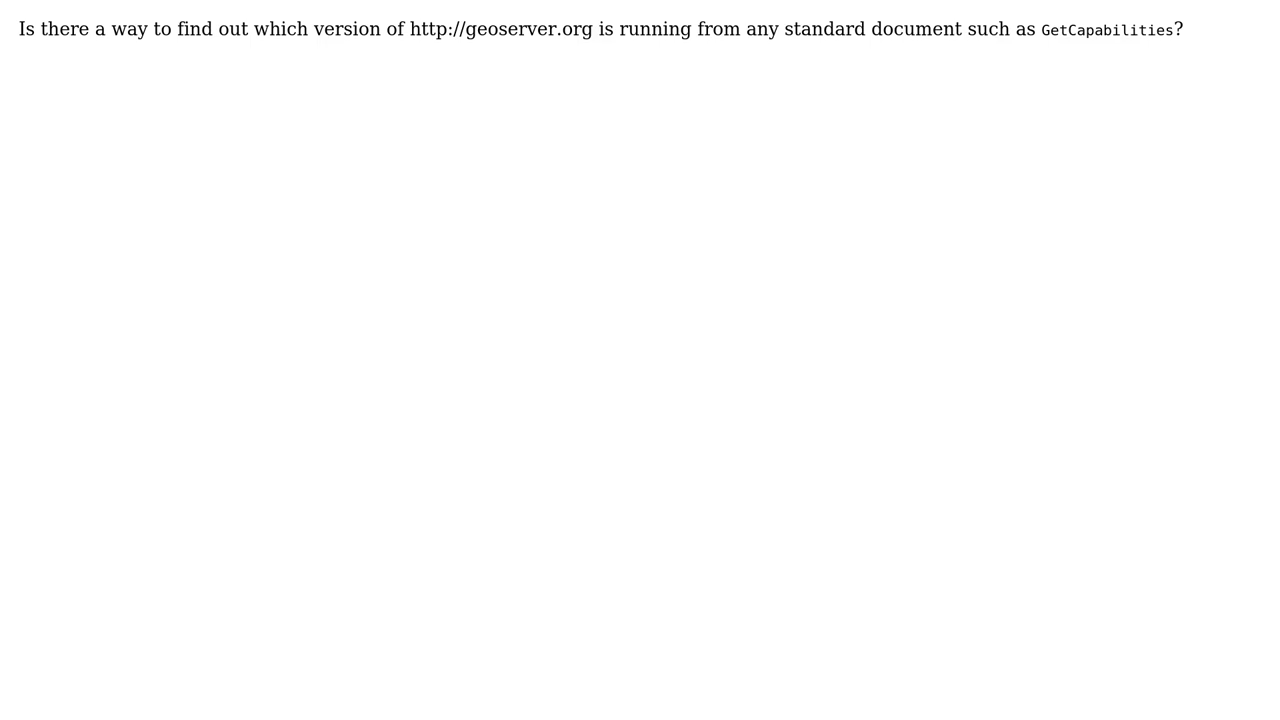 Is there a way to find out which version of http://geoserver.org is running from any standard document such as GetCapabilities?